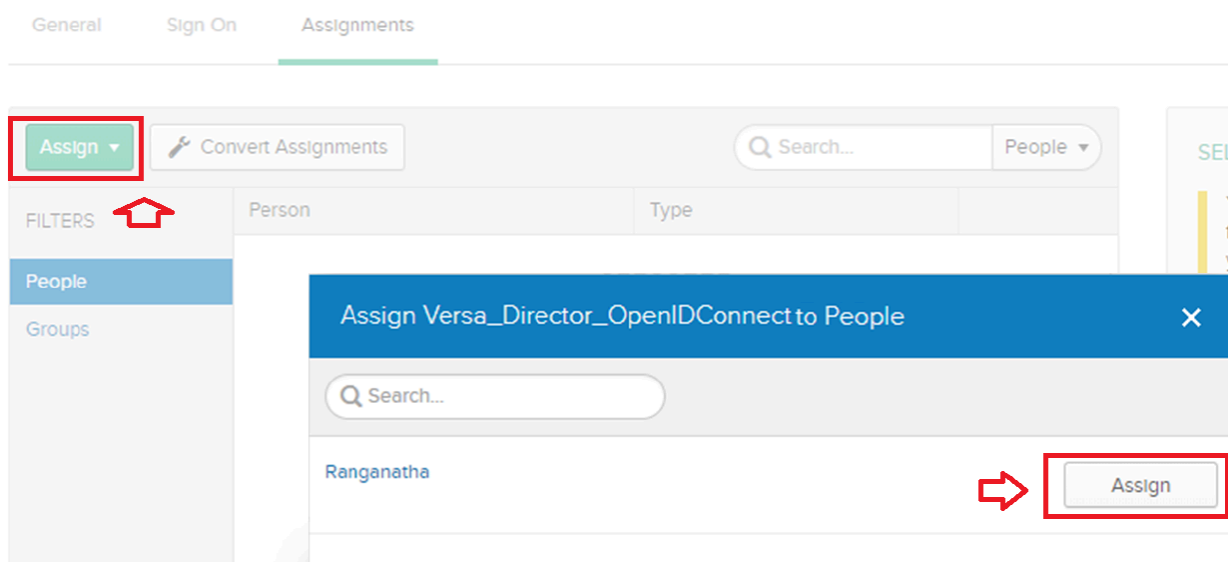 General Sign On Assignments
Assign Convert Assignments Search... People
SEL
FILTERS Person Type
People
Groups
Assign Versa_Director_OpenIDConnect to People
Search...
Ranganatha
Assign